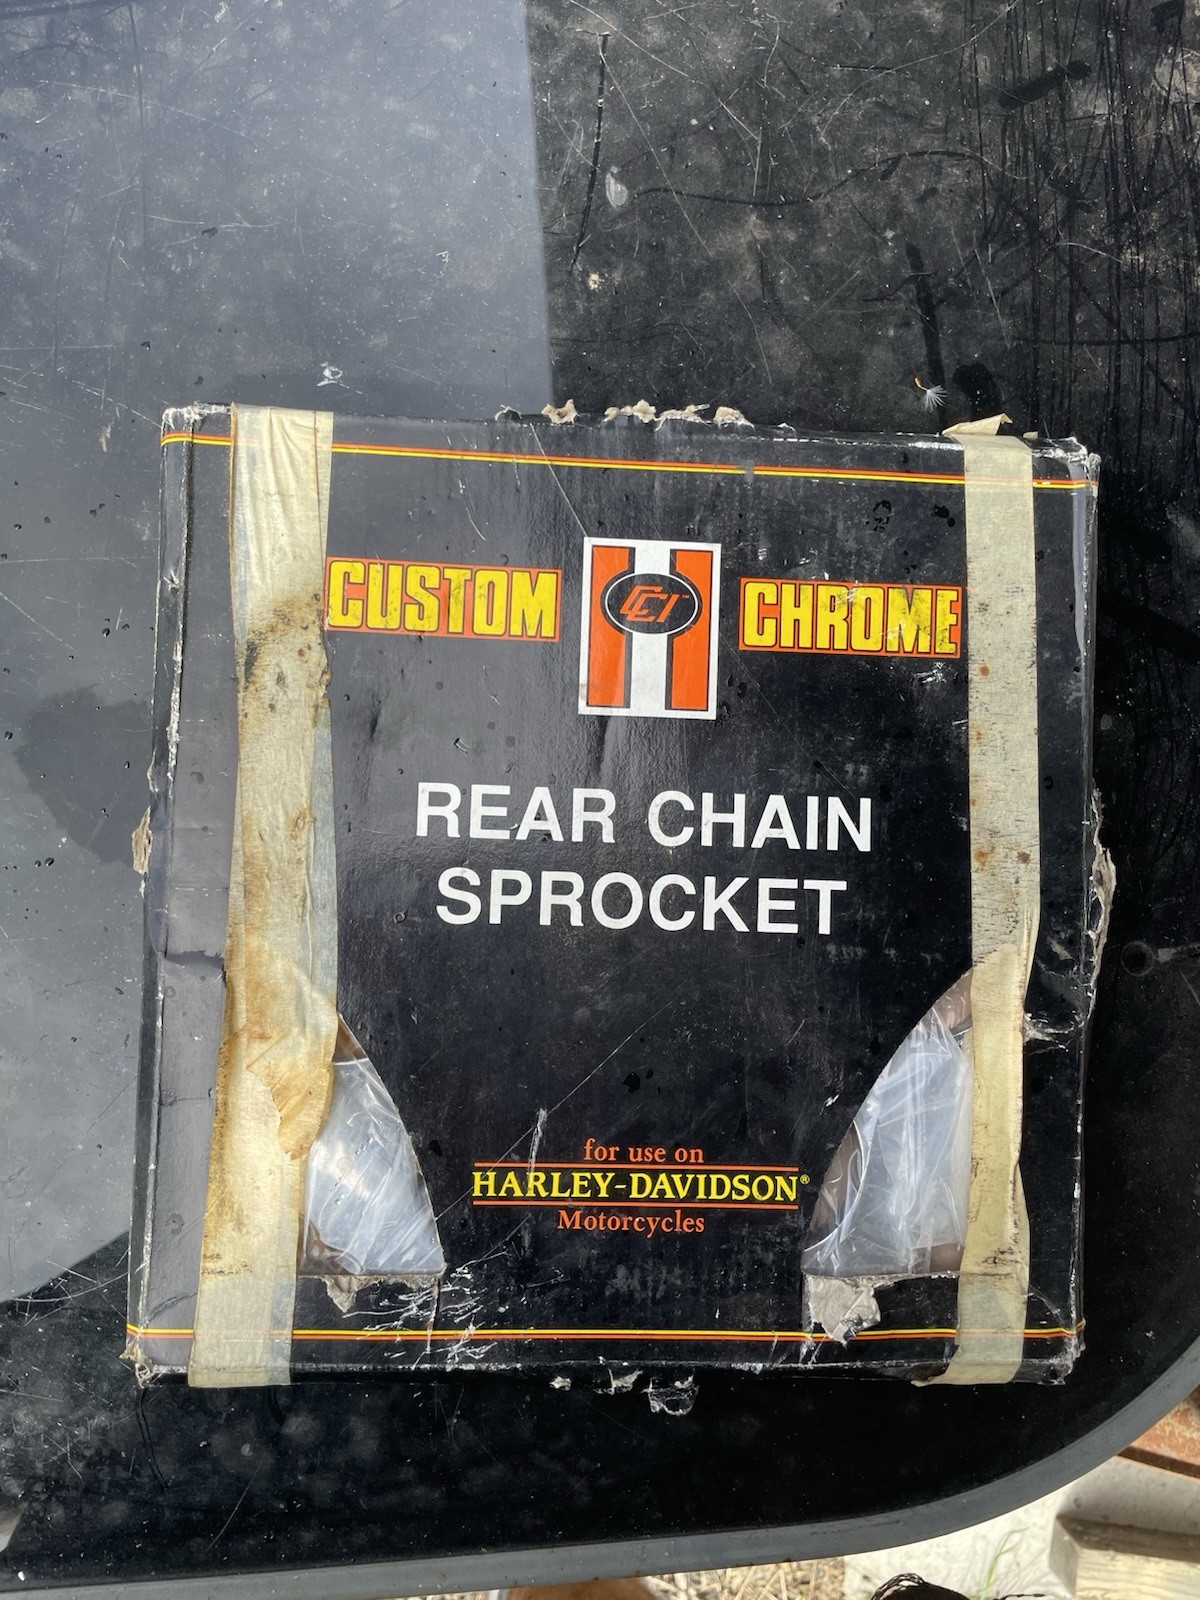 CUSTOM CCI CHROME
REAR CHAIN
SPROCKET
for use on
HARLEY-DAVIDSON®
Motorcycles